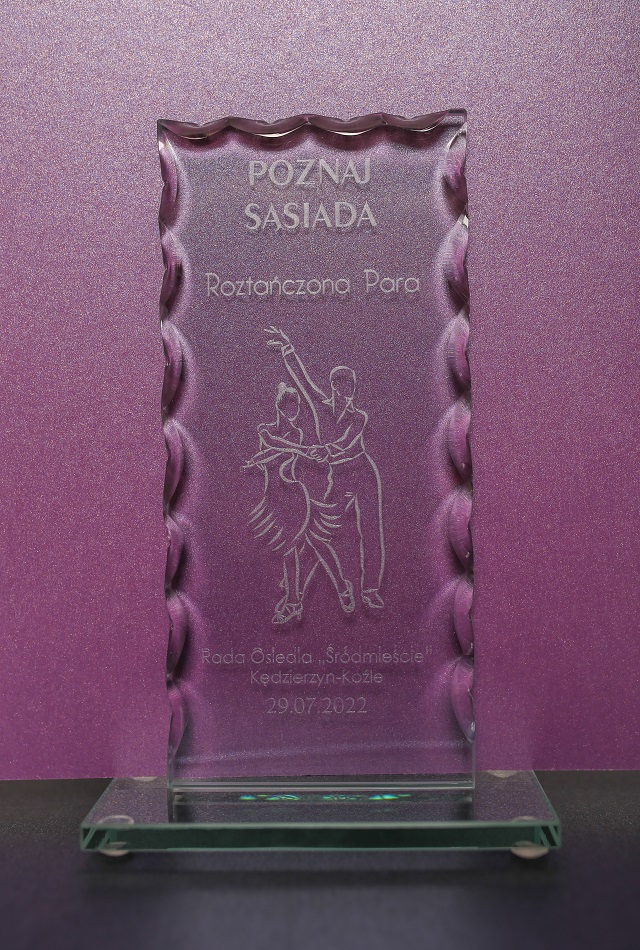 POZNAJ
SĄSIADA
Roztańczona Para
Rada Osiedla „Śródmieście"
Kędzierzyn-Koźle
29.07.2022